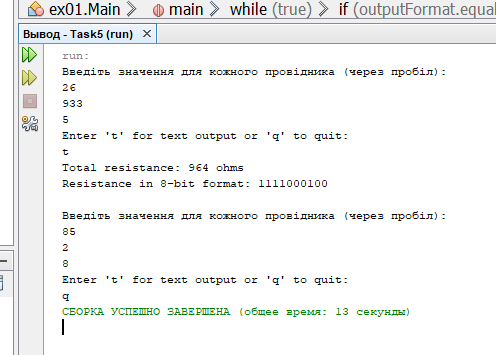 ex01.Main main while (true) if (outputFormat.equal
Вывод - Task5 (run) ×
run:
Введіть значення для кожного провідника (через пробіл):
26
933
5
Enter 't' for text output or 'q' to quit:
t
Total resistance: 964 ohms
Resistance in 8-bit format: 1111000100
Введіть значення для кожного провідника (через пробіл):
85
2
8
Enter 't' for text output or 'q' to quit:
q
СБОРКА УСПЕШНО ЗАВЕРШЕНА (общее время: 13 секунды)